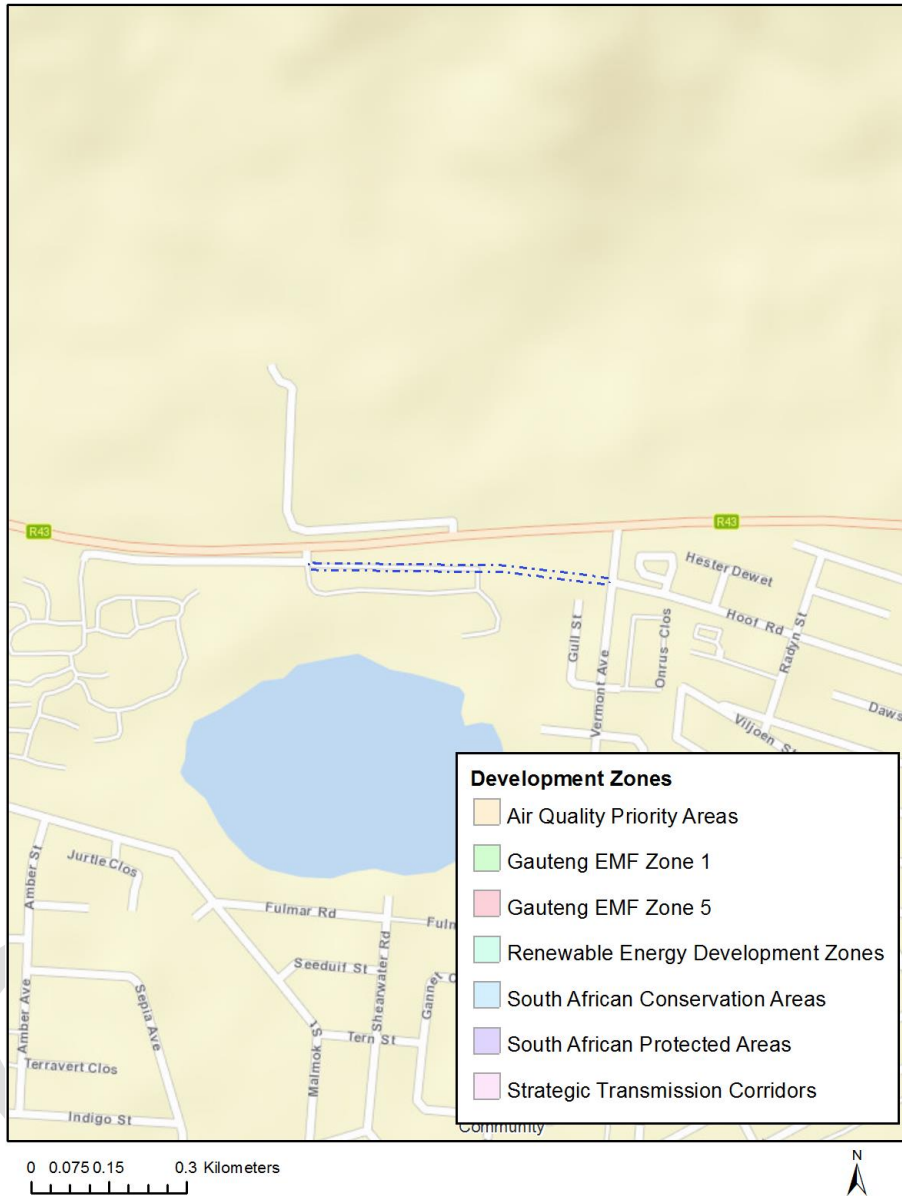 R43
R43
Hester Dewet
Hoof Rd
Gull St
Onrus Clos
Radyn St
Vermont Ave
Daws
Viljoen St
Amber St
Jurtle Clos
Fulmar Rd
Fuln
Seeduif St
Shearwater Rd
Gannet C
Sepia Ave
Amber Ave
Malmok St
Tern St
Terravert Clos
Indigo St
Community
Development Zones
Air Quality Priority Areas
Gauteng EMF Zone 1
Gauteng EMF Zone 5
Renewable Energy Development Zones
South African Conservation Areas
South African Protected Areas
Strategic Transmission Corridors
0 0.075 0.15 0.3 Kilometers
N